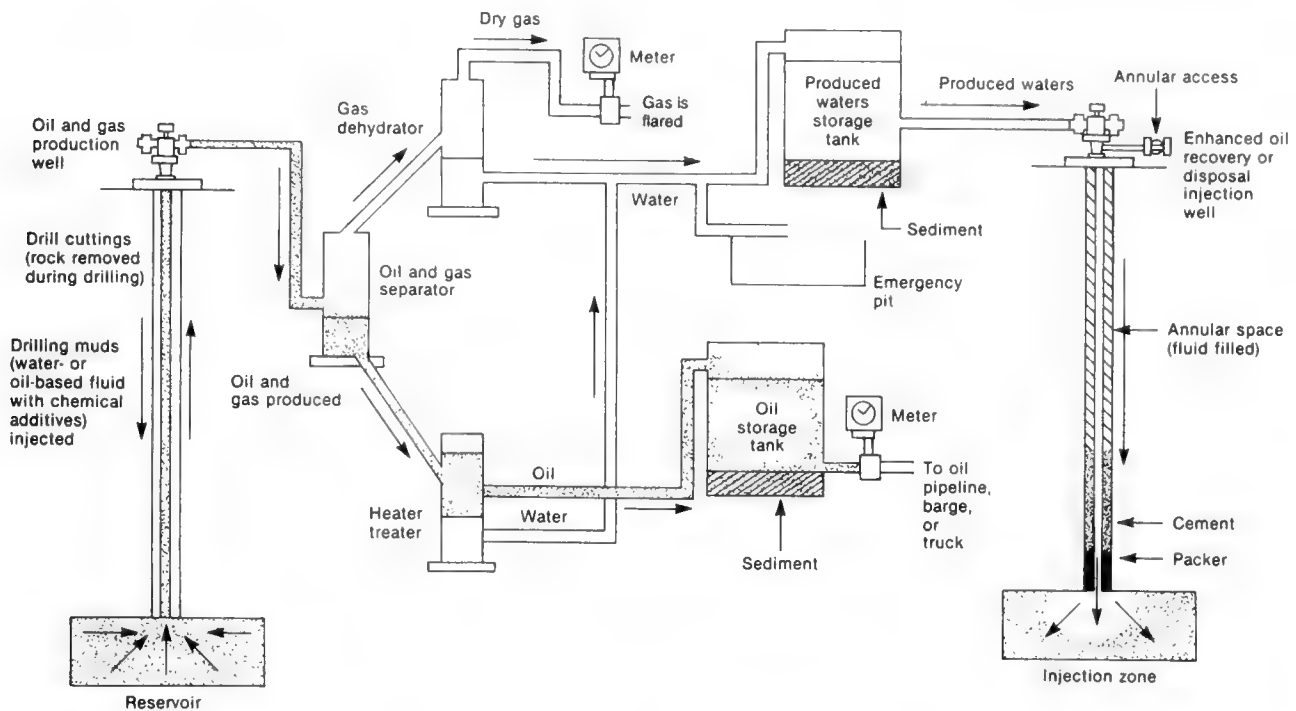 Dry gas
Meter
Gas is
flared
Gas
dehydrator
Oil and gas
production
well
Produced
waters
storage
tank
Produced waters
Annular access
Enhanced oil
recovery or
disposal
injection
well
Water
Sediment
Emergency
pit
Drill cuttings
(rock removed
during drilling)
Oil and gas
separator
Drilling muds
(water- or
oil-based fluid
with chemical
additives)
injected
Oil and
gas produced
Annular space
(fluid filled)
Oil
storage
tank
Meter
To oil
pipeline,
barge,
or
truck
Oil
Water
Heater
treater
Sediment
Cement
Packer
Reservoir
Injection zone